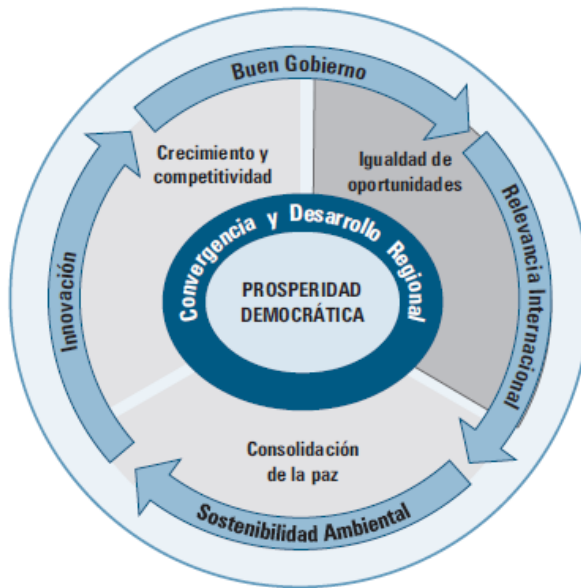 Buen Gobierno
Crecimiento y
competitividad
Igualdad de
oportunidades
Relevancia Internacional
Innovación
Convergencia y Desarrollo Regional
PROSPERIDAD
DEMOCRÁTICA
Consolidación
de la paz
Sostenibilidad Ambiental